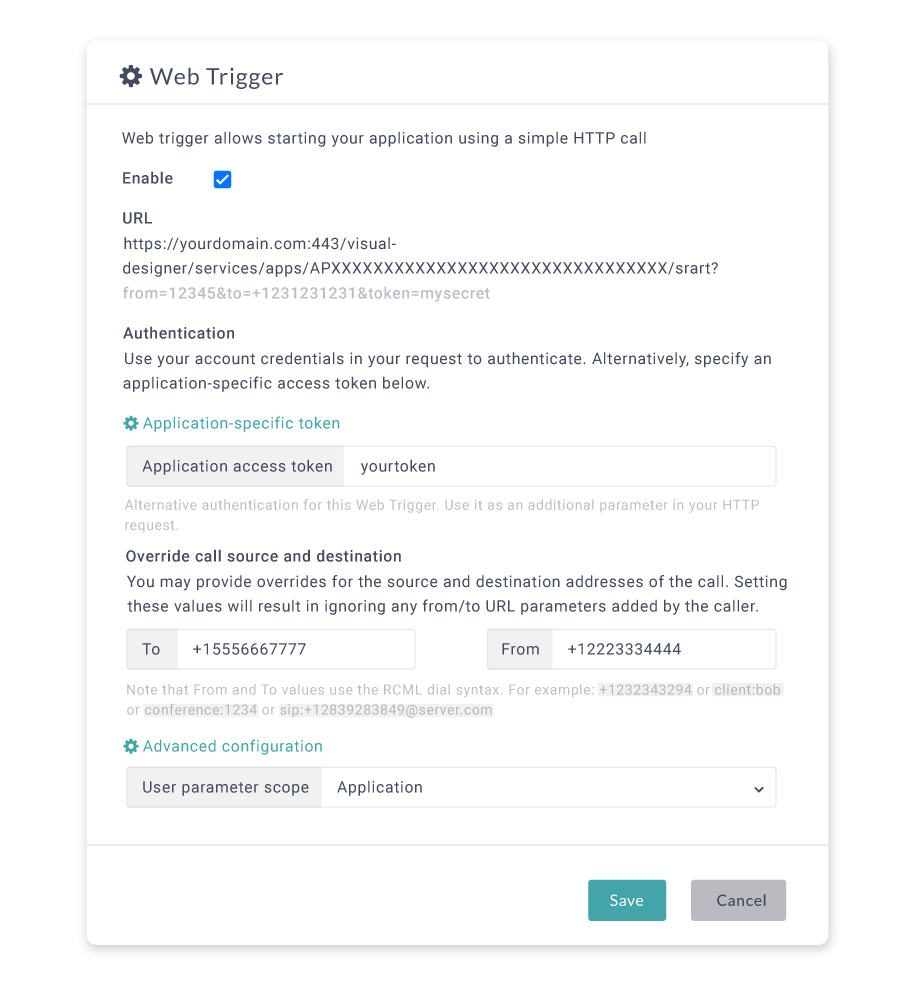 Web Trigger
Web trigger allows starting your application using a simple HTTP call
Enable
URL
https://yourdomain.com:443/visual-
designer/services/apps/APXXXXXXXXXXXXXXXXXXXXXXXXXXXXXXXX/srart?
from=12345&to=+1231231231&token=mysecret
Authentication
Use your account credentials in your request to authenticate. Alternatively, specify an
application-specific access token below.
Application-specific token
Application access token yourtoken
Alternative authentication for this Web Trigger. Use it as an additional parameter in your HTTP
request.
Override call source and destination
You may provide overrides for the source and destination addresses of the call. Setting
these values will result in ignoring any from/to URL parameters added by the caller.
To +15556667777 From +12223334444
Note that From and To values use the RCML dial syntax. For example: +1232343294 or client:bob
or conference:1234 or sip:+12839283849@server.com
Advanced configuration
User parameter scope Application
Save Cancel